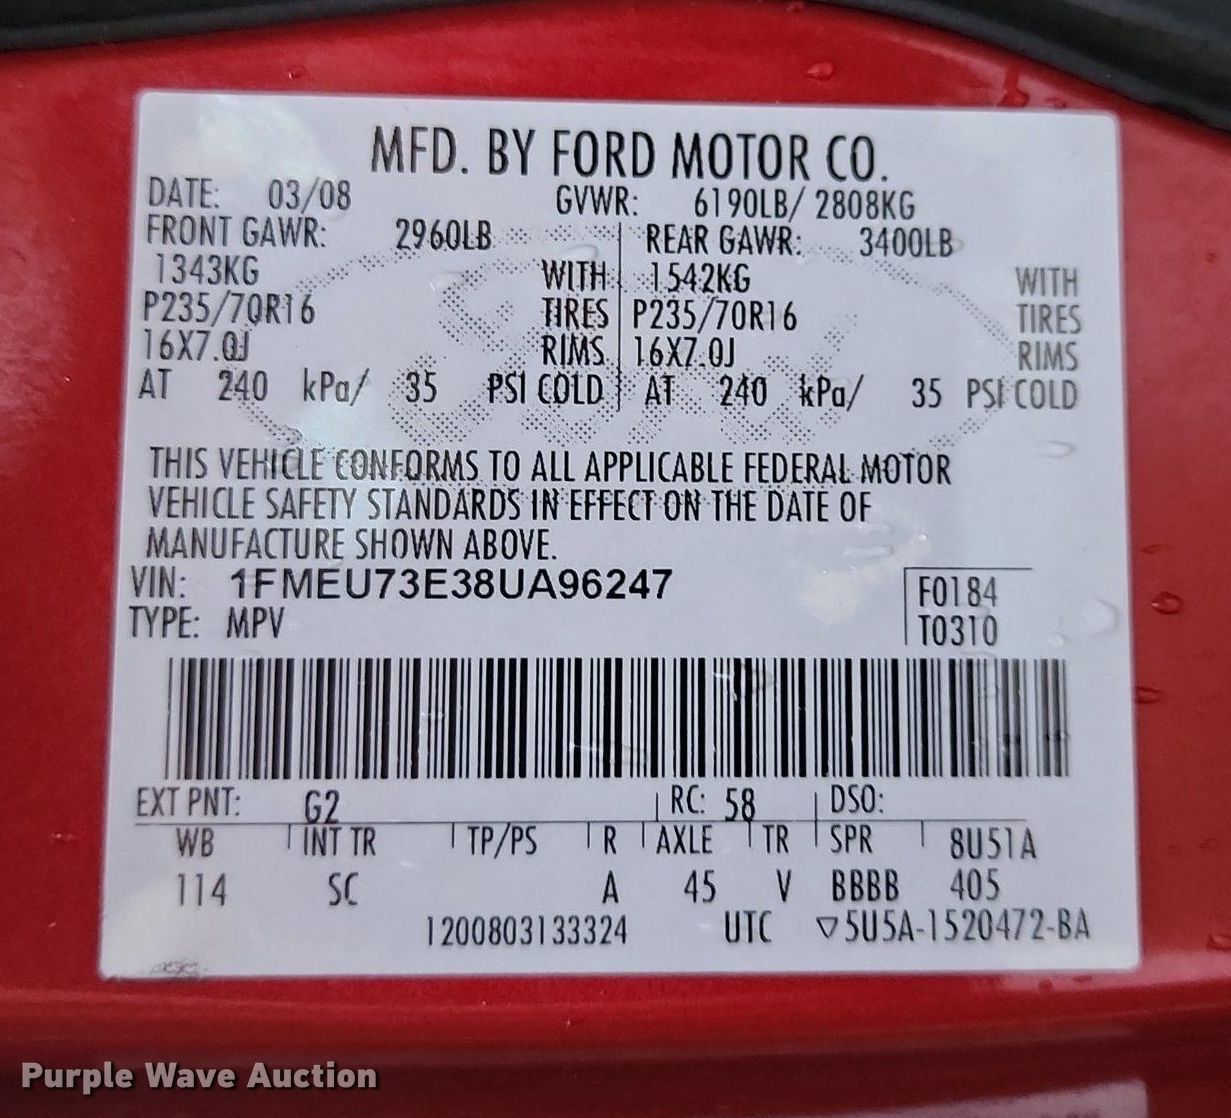 MFD. BY FORD MOTOR CO.
DATE: 03/08 GVWR: 6190LB/ 2808KG
FRONT GAWR: 2960LB REAR GAWR: 3400LB
1343KG WITH 1542KG WITH
P235/70R16 TIRES P235/70R16 TIRES
16X7.0J RIMS 16X7.0J RIMS
AT 240 kPa/ 35 PSI COLD AT 240 kPa/ 35 PSI COLD
THIS VEHICLE CONFORMS TO ALL APPLICABLE FEDERAL MOTOR
VEHICLE SAFETY STANDARDS IN EFFECT ON THE DATE OF
MANUFACTURE SHOWN ABOVE.
VIN: 1FMEU73E38UA96247 F0184
TYPE: MPV T0310
EXT PNT: G2 RC: 58 DSO:
WB INT TR TP/PS R AXLE TR SPR 8U51A
114 SC A 45 V BBBB 405
1200803133324 UTC ▽5U5A-1520472-BA
Purple Wave Auction